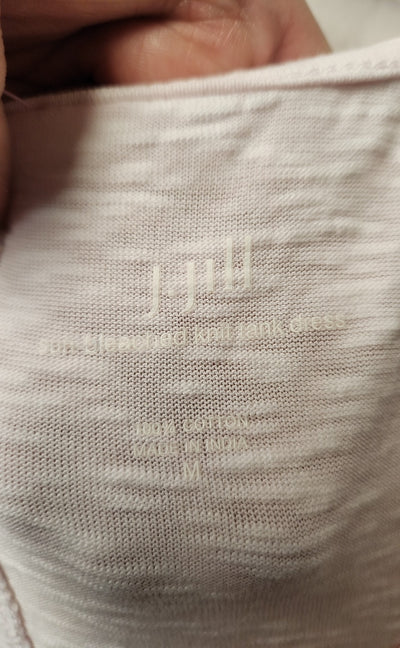 J.Jill
sun-bleached knit tank dress
100% COTTON
MADE IN INDIA
M